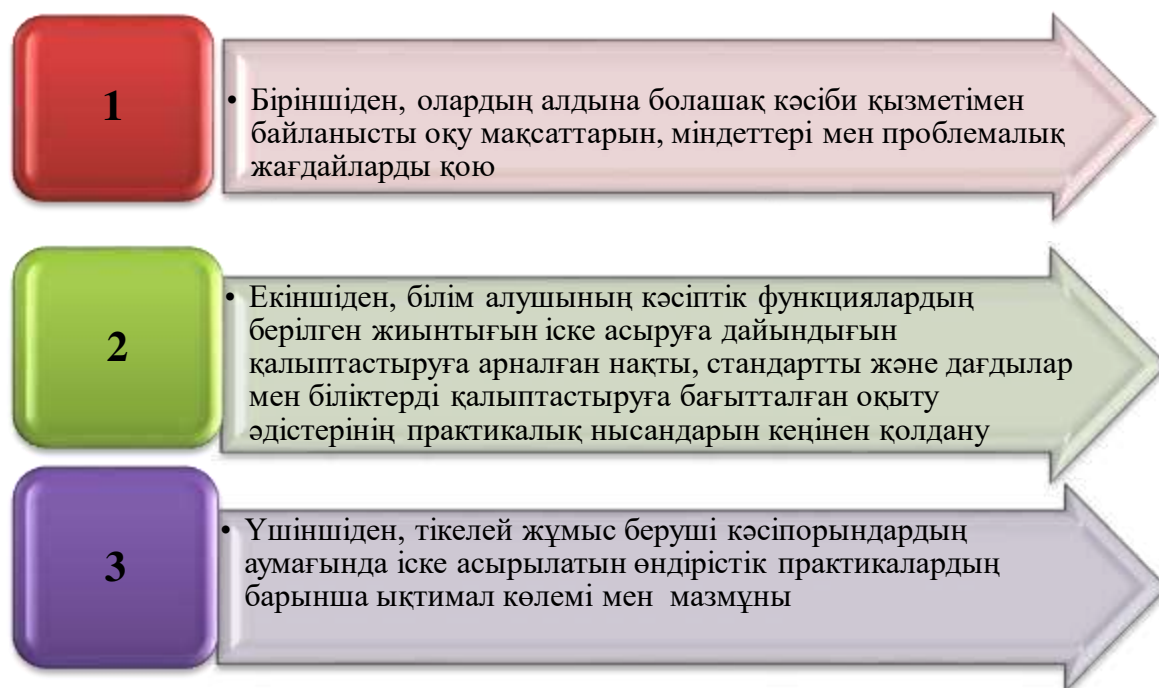 1
• Біріншіден, олардың алдына болашақ кәсіби қызметімен
байланысты оқу мақсаттарын, міндеттері мен проблемалық
жағдайларды қою
2
• Екіншіден, білім алушының кәсіптік функциялардың
берілген жиынтығын іске асыруға дайындығын
қалыптастыруға арналған нақты, стандартты және дағдылар
мен біліктерді қалыптастыруға бағытталған оқыту
әдістерінің практикалық нысандарын кеңінен қолдану
3
• Үшіншіден, тікелей жұмыс беруші кәсіпорындардың
аумағында іске асырылатын өндірістік практикалардың
барынша ықтимал көлемі мен мазмұны